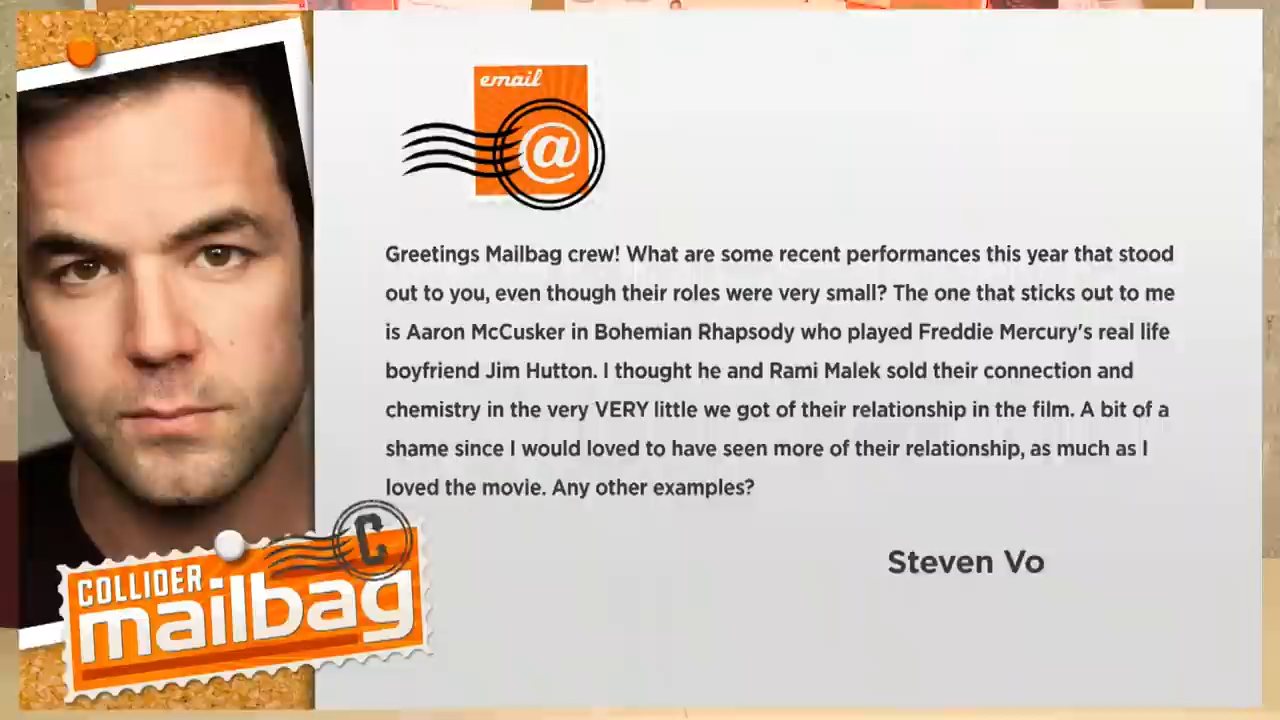 email
@
Greetings Mailbag crew! What are some recent performances this year that stood
out to you, even though their roles were very small? The one that sticks out to me
is Aaron McCusker in Bohemian Rhapsody who played Freddie Mercury's real life
boyfriend Jim Hutton. I thought he and Rami Malek sold their connection and
chemistry in the very VERY little we got of their relationship in the film. A bit of a
shame since I would loved to have seen more of their relationship, as much as I
loved the movie. Any other examples?
Steven Vo
C
COLLIDER
mailbag